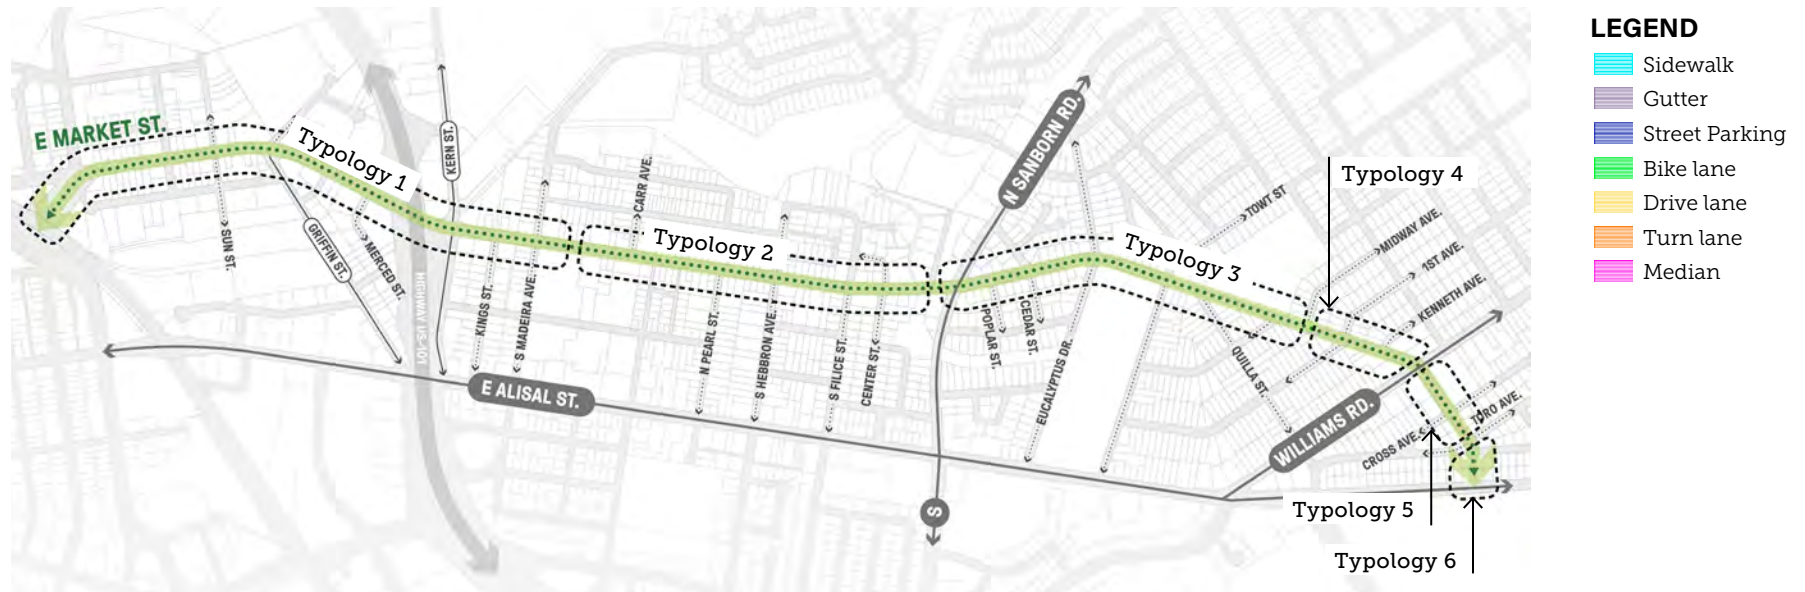 LEGEND
Sidewalk
Gutter
Street Parking
Bike lane
Drive lane
Turn lane
Median
E MARKET ST.
Typology 1
KERN ST.
N SANBORN RD.
Typology 4
CARR AVE.
TOWT ST
MIDWAY AVE.
1ST AVE.
KENNETH AVE.
SUN ST.
GRIFFIN ST.
MERCED ST.
HIGHWAY US-101
Typology 2
Typology 3
KINGS ST.
S MADEIRA AVE.
N PEARL ST.
S HEBBRON AVE.
S FILICE ST.
CENTER ST.
POPLAR ST.
CEDAR ST.
EUCALYPTUS DR.
QUILLA ST.
E ALISAL ST.
WILLIAMS RD.
TORO AVE.
CROSS AVE.
S
Typology 5
Typology 6